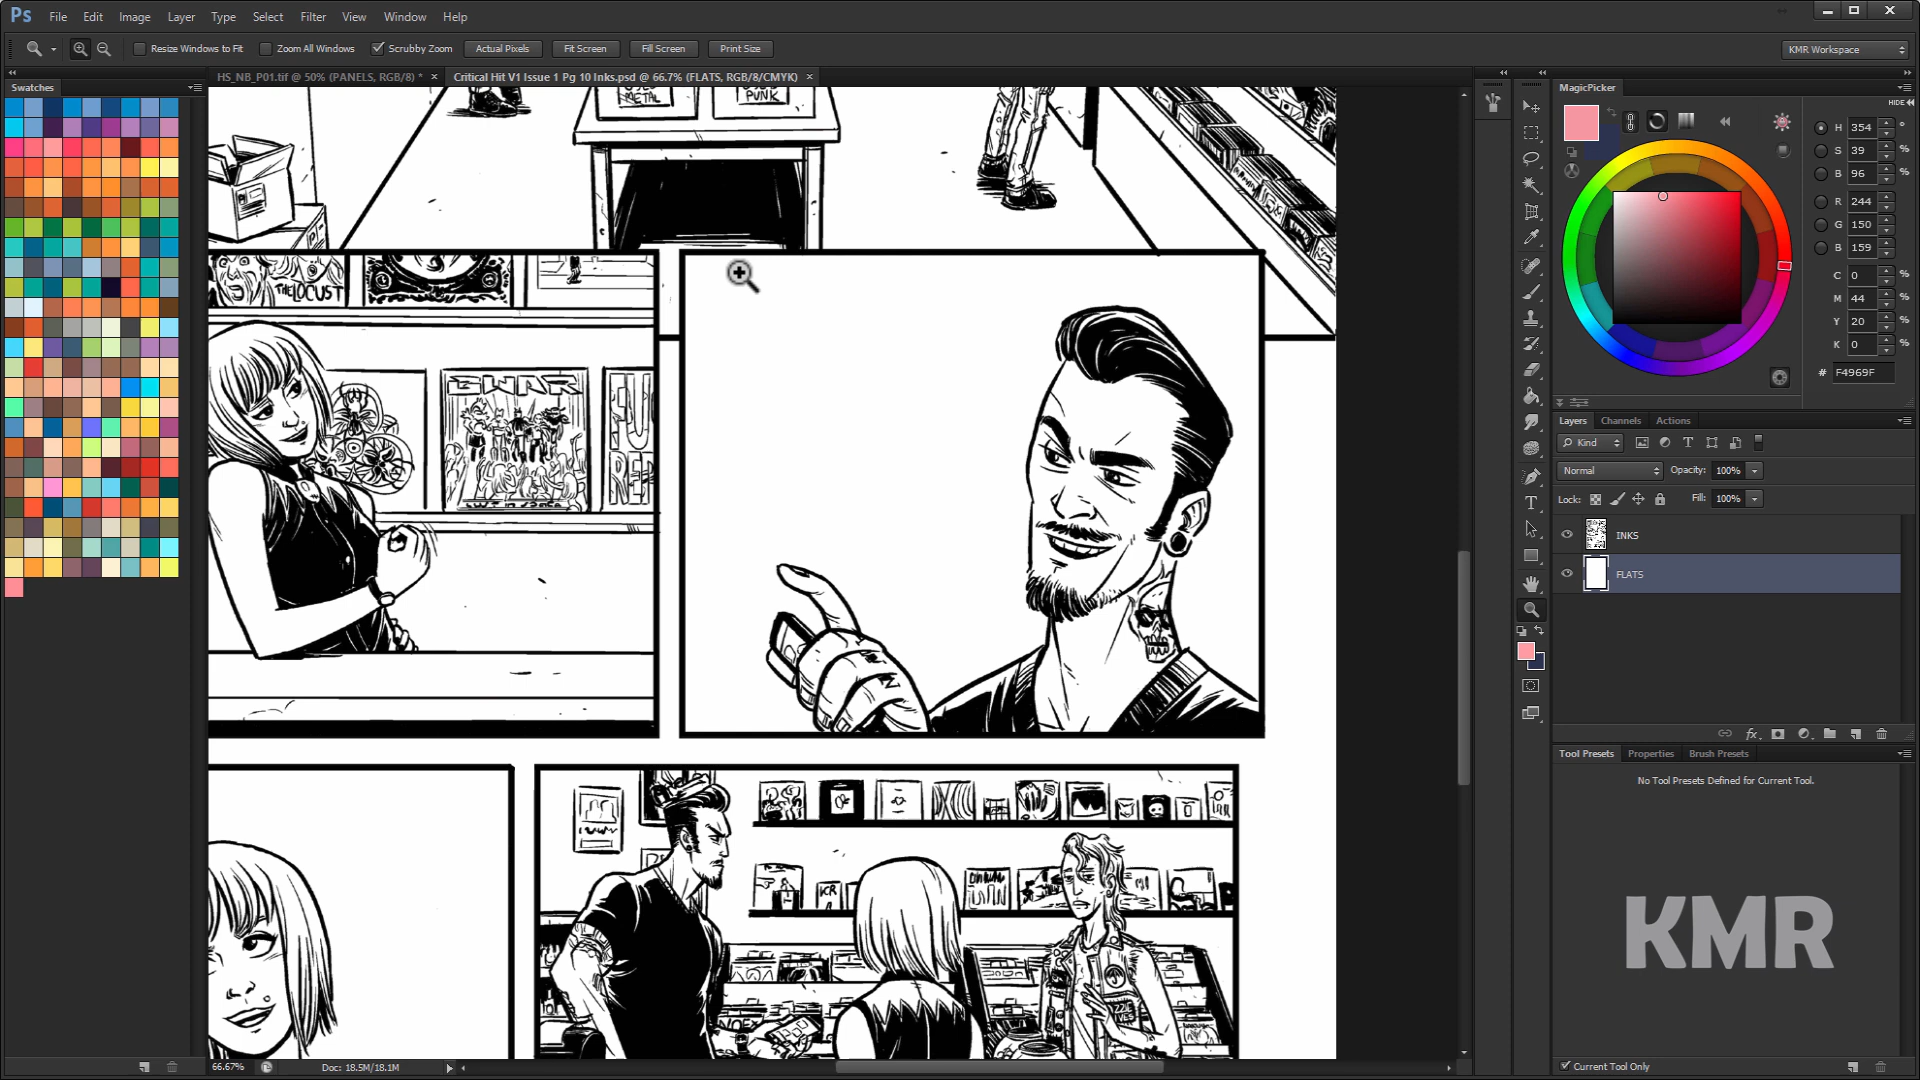 Ps File Edit Image Layer Type Select Filter View Window Help
Resize Windows to Fit Zoom All Windows Scrubby Zoom Actual Pixels Fit Screen Fill Screen Print Size KMR Workspace
Swatches
HS_NB_P01.tif @ 50% (PANELS, RGB/8) * Critical Hit V1 Issue 1 Pg 10 Inks.psd @ 66.7% (FLATS, RGB/8/CMYK)
METAL
PUNK
THE LOCUST
GWAR
MagicPicker
HIDE
H 354 °
S 39 %
B 96 %
R 244
G 150
B 159
C 0 %
M 44 %
Y 20 %
K 0 %
# F4969F
Layers Channels Actions
Kind
Normal Opacity: 100%
Lock: Fill: 100%
INKS
FLATS
fx
Tool Presets Properties Brush Presets
No Tool Presets Defined for Current Tool.
KMR
Current Tool Only
66.67% Doc: 18.5M/18.1M